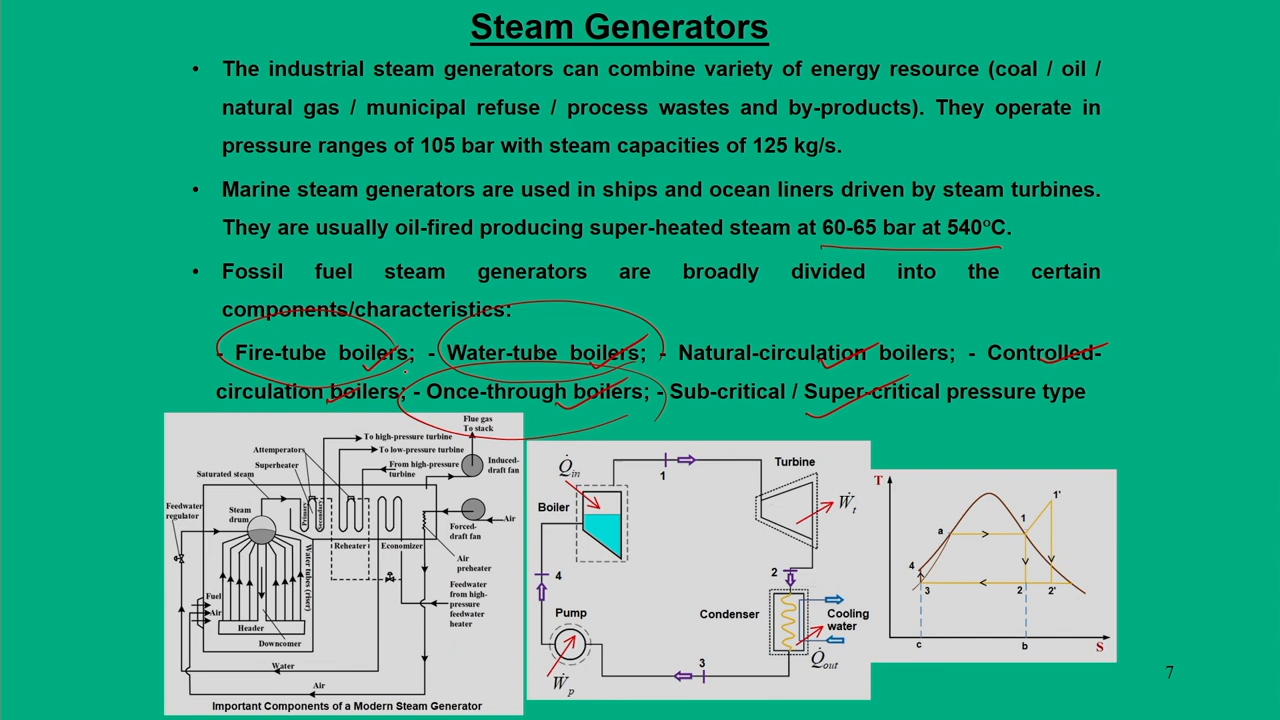 Steam Generators
• The industrial steam generators can combine variety of energy resource (coal / oil /
natural gas / municipal refuse / process wastes and by-products). They operate in
pressure ranges of 105 bar with steam capacities of 125 kg/s.
• Marine steam generators are used in ships and ocean liners driven by steam turbines.
They are usually oil-fired producing super-heated steam at 60-65 bar at 540°C.
• Fossil fuel steam generators are broadly divided into the certain
components/characteristics:
- Fire-tube boilers; - Water-tube boilers; - Natural-circulation boilers; - Controlled-
circulation boilers; - Once-through boilers; - Sub-critical / Super-critical pressure type
Flue gas
To stack
To high-pressure turbine
Attemperators
To low-pressure turbine
Superheater
From high-pressure
turbine
Induced-
draft fan
Saturated steam
Feedwater
regulator
Steam
drum
Primary
Secondary
Air
Forced-
draft fan
Reheater
Economizer
Water tubes (riser)
Air
preheater
Fuel
Air
Feedwater
from high-
pressure
feedwater
heater
Header
Downcomer
Water
Air
Important Components of a Modern Steam Generator
Q̇in
Boiler
1
Turbine
Ẇt
2
4
Pump
Condenser
Cooling
water
Ẇp
3
Q̇out
T
1'
1
a
4
3
2
2'
c
b
S
7